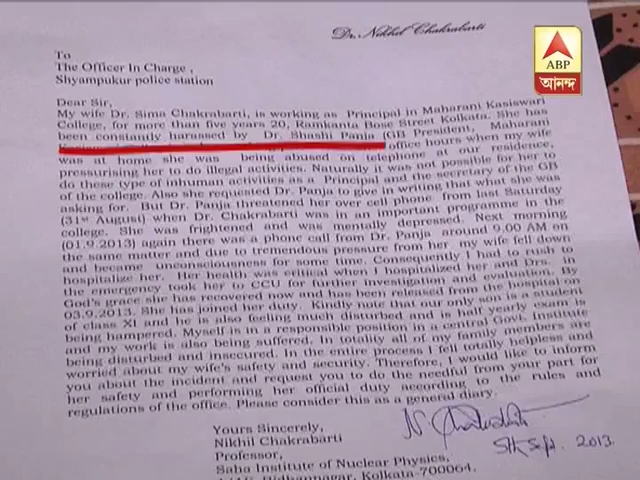 Dr. Nikhil Chakrabarti
ABP
আনন্দ
To
The Officer In Charge ,
Shyampukur police station
Dear Sir,
My wife Dr. Sima Chakrabarti, is working as Principal in Maharani Kasiswari
College, for more than five years 20, Ramkanta Bose Street Kolkata. She has
been constantly harassed by Dr. Shashi Panja (GB President, Maharani
office hours when my wife
was at home she was being abused on telephone at our residence,
pressurising her to do illegal activities. Naturally it was not possible for her to
do these type of inhuman activities as a Principal and the secretary of the GB
of the college. Also she requested Dr. Panja to give in writing that what she was
asking for. But Dr. Panja threatened her over cell phone from last Saturday
(31st August) when Dr. Chakrabarti was in an important programme in the
college. She was frightened and was mentally depressed. Next morning
(01.9.2013) again there was a phone call from Dr. Panja around 9.00 AM on
the same matter and due to tremendous pressure from her, my wife fell down
and became unconsciousness for some time. Consequently I had to rush to
hospitalize her. Her health was critical when I hospitalized her and Drs. in
the emergency took her to CCU for further investigation and evaluation. By
God's grace she has recovered now and has been released from the hospital on
03.9.2013. She has joined her duty. Kindly note that our only son is a student
of class XI and he is also feeling much disturbed and is half yearly exam is
being hampered. Myself is in a responsible position in a central Govt. Institute
and my work is also being suffered. In totality all of my family members are
being disturbed and insecured. In the entire process I fell totally helpless and
worried about my wife's safety and security. Therefore, I would like to inform
you about the incident and request you to do the needful from your part for
her safety and performing her official duty according to the rules and
regulations of the office. Please consider this as a general diary.
Yours Sincerely,
Nikhil Chakrabarti
Professor,
Saha Institute of Nuclear Physics,
Bidhannagar, Kolkata-700064.
N. Chakrabarti
5th Sep. 2013.